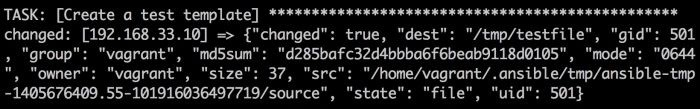 TASK: [Create a test template] ************************************************
changed: [192.168.33.10] => {"changed": true, "dest": "/tmp/testfile", "gid": 501
, "group": "vagrant", "md5sum": "d285bafc32d4bbba6f6beab9118d0105", "mode": "0644
", "owner": "vagrant", "size": 37, "src": "/home/vagrant/.ansible/tmp/ansible-tmp
-1405676409.55-101916036497719/source", "state": "file", "uid": 501}